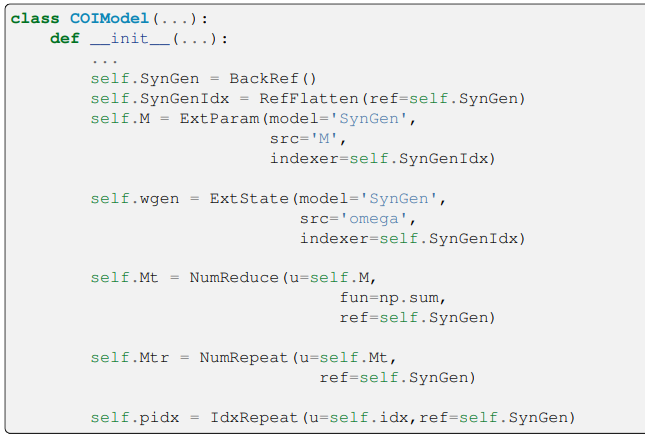 class COIModel(...):
    def __init__(...):
        ...
        self.SynGen = BackRef()
        self.SynGenIdx = RefFlatten(ref=self.SynGen)
        self.M = ExtParam(model='SynGen',
                          src='M',
                          indexer=self.SynGenIdx)

        self.wgen = ExtState(model='SynGen',
                             src='omega',
                             indexer=self.SynGenIdx)

        self.Mt = NumReduce(u=self.M,
                                 fun=np.sum,
                                 ref=self.SynGen)

        self.Mtr = NumRepeat(u=self.Mt,
                               ref=self.SynGen)

        self.pidx = IdxRepeat(u=self.idx,ref=self.SynGen)